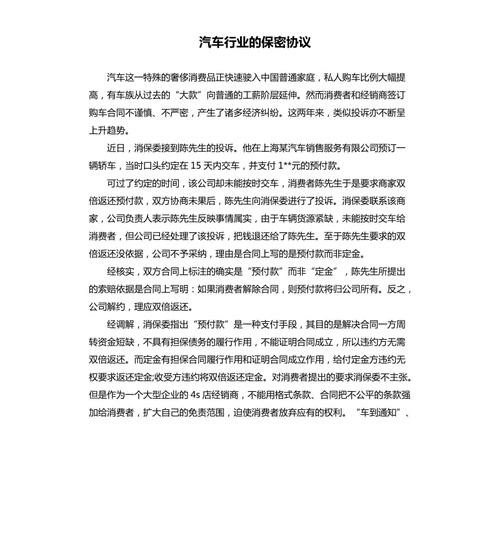 汽车行业的保密协议
汽车这一特殊的奢侈消费品正快速驶入中国普通家庭，私人购车比例大幅提
高，有车族从过去的“大款”向普通的工薪阶层延伸。然而消费者和经销商签订
购车合同不谨慎、不严密，产生了诸多经济纠纷。这两年来，类似投诉亦不断呈
上升趋势。
近日，消保委接到陈先生的投诉。他在上海某汽车销售服务有限公司预订一
辆轿车，当时口头约定在 15 天内交车，并支付 1**元的预付款。
可过了约定的时间，该公司却未能按时交车，消费者陈先生于是要求商家双
倍返还预付款，双方协商未果后，陈先生向消保委进行了投诉。消保委联系该商
家，公司负责人表示陈先生反映事情属实，由于车辆货源紧缺，未能按时交车给
消费者，但公司已经处理了该投诉，把钱退还给了陈先生。至于陈先生要求的双
倍返还没依据，公司不予采纳，理由是合同上写的是预付款而非定金。
经核实，双方合同上标注的确实是“预付款”而非“定金”，陈先生所提出
的索赔依据是合同上写明：如果消费者解除合同，则预付款将归公司所有。反之，
公司解约，理应双倍返还。
经调解，消保委指出“预付款”是一种支付手段，其目的是解决合同一方周
转资金短缺，不具有担保债务的履行作用，不能证明合同成立，所以违约方无需
双倍返还。而定金有担保合同履行作用和证明合同成立作用，给付定金方违约无
权要求返还定金;收受方违约将双倍返还定金。对消费者提出的要求消保委不主张。
但是作为一个大型企业的 4s 店经销商，不能用格式条款、合同把不公平的条款强
加给消费者，扩大自己的免责范围，迫使消费者放弃应有的权利。“车到通知”、